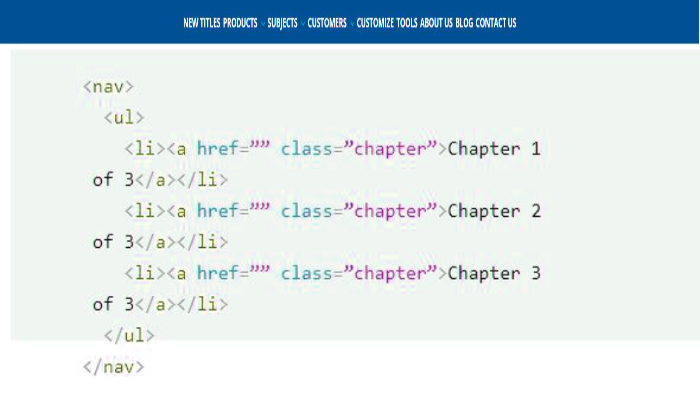 NEW TITLES PRODUCTS SUBJECTS CUSTOMERS CUSTOMIZE TOOLS ABOUT US BLOG CONTACT US
<nav>
<ul>
<li><a href=”” class=”chapter”>Chapter 1
of 3</a></li>
<li><a href=”” class=”chapter”>Chapter 2
of 3</a></li>
<li><a href=”” class=”chapter”>Chapter 3
of 3</a></li>
</ul>
</nav>